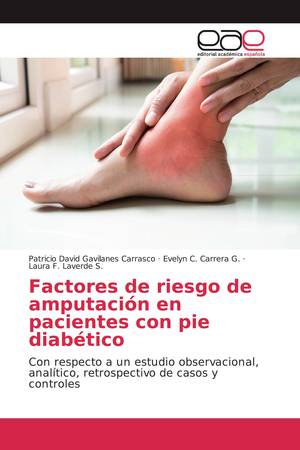 eae
editorial académica española
Patricio David Gavilanes Carrasco · Evelyn C. Carrera G. ·
Laura F. Laverde S.
Factores de riesgo de
amputación en
pacientes con pie
diabético
Con respecto a un estudio observacional,
analítico, retrospectivo de casos y
controles